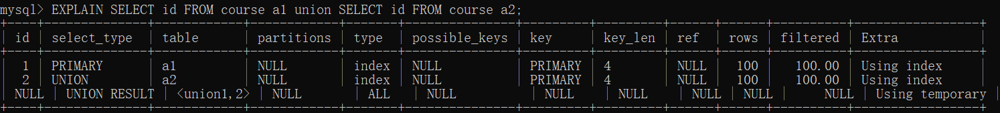 mysql> EXPLAIN SELECT id FROM course a1 union SELECT id FROM course a2;
+----+--------------+------------+------------+-------+---------------+---------+---------+------+------+----------+-----------------+
| id | select_type | table | partitions | type | possible_keys | key | key_len | ref | rows | filtered | Extra |
+----+--------------+------------+------------+-------+---------------+---------+---------+------+------+----------+-----------------+
| 1 | PRIMARY | a1 | NULL | index | NULL | PRIMARY | 4 | NULL | 100 | 100.00 | Using index |
| 2 | UNION | a2 | NULL | index | NULL | PRIMARY | 4 | NULL | 100 | 100.00 | Using index |
| NULL | UNION RESULT | <union1,2> | NULL | ALL | NULL | NULL | NULL | NULL | NULL | NULL | Using temporary |
+----+--------------+------------+------------+-------+---------------+---------+---------+------+------+----------+-----------------+